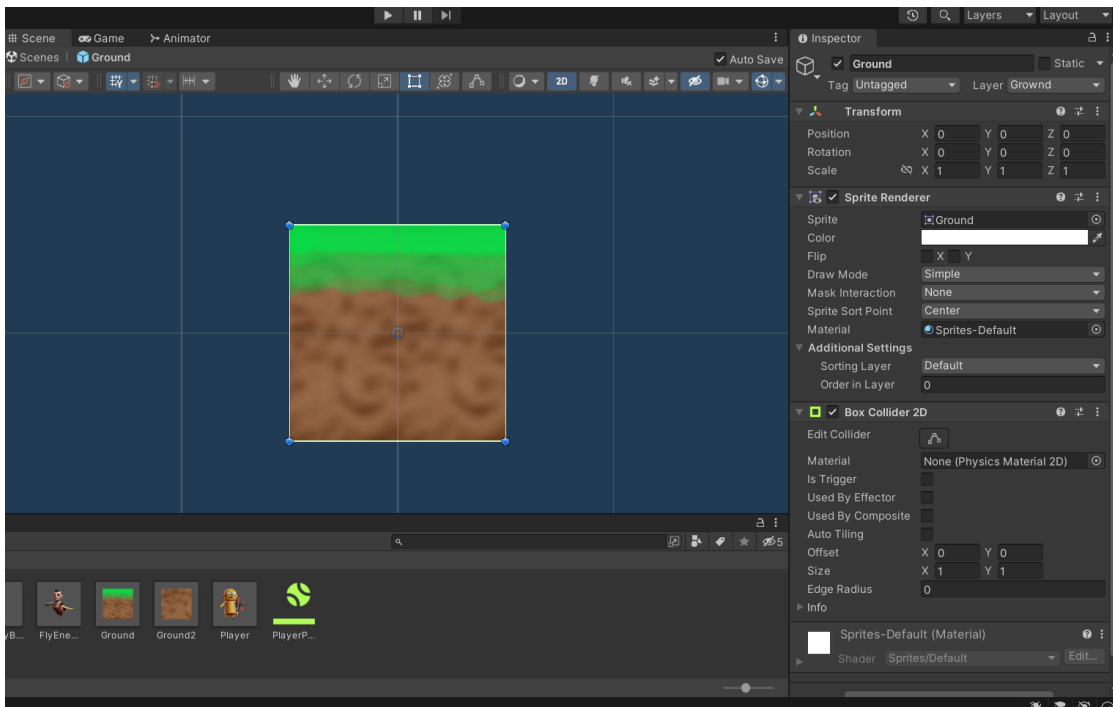 Layers Layout
Scene Game Animator
Scenes Ground Auto Save
2D
5
FlyEne... Ground Ground2 Player PlayerP...
Inspector
Ground Static
Tag Untagged Layer Grownd
Transform
Position X 0 Y 0 Z 0
Rotation X 0 Y 0 Z 0
Scale X 1 Y 1 Z 1
Sprite Renderer
Sprite Ground
Color
Flip X Y
Draw Mode Simple
Mask Interaction None
Sprite Sort Point Center
Material Sprites-Default
Additional Settings
Sorting Layer Default
Order in Layer 0
Box Collider 2D
Edit Collider
Material None (Physics Material 2D)
Is Trigger
Used By Effector
Used By Composite
Auto Tiling
Offset X 0 Y 0
Size X 1 Y 1
Edge Radius 0
Info
Sprites-Default (Material)
Shader Sprites/Default Edit...